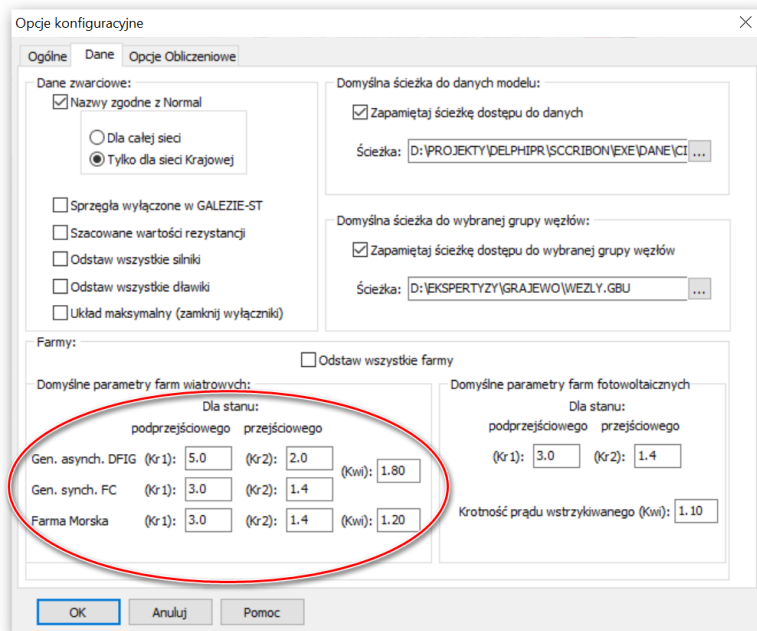 Opcje konfiguracyjne
Ogólne Dane Opcje Obliczeniowe
Dane zwarciowe:
Nazwy zgodne z Normal
Dla całej sieci
Tylko dla sieci Krajowej
Sprzęgła wyłączone w GALEZIE-ST
Szacowane wartości rezystancji
Odstaw wszystkie silniki
Odstaw wszystkie dławiki
Układ maksymalny (zamknij wyłączniki)
Domyślna ścieżka do danych modelu:
Zapamiętaj ścieżkę dostępu do danych
Ścieżka: D:\PROJEKTY\DELPHIPR\SCCRIBON\EXE\DANE\CI ...
Domyślna ścieżka do wybranej grupy węzłów:
Zapamiętaj ścieżkę dostępu do wybranej grupy węzłów
Ścieżka: D:\EKSPERTYZY\GRAJEWO\WEZLY.GBU ...
Farmy:
Odstaw wszystkie farmy
Domyślne parametry farm wiatrowych:
Dla stanu:
podprzejściowego przejściowego
Gen. asynch. DFIG (Kr1): 5.0 (Kr2): 2.0
(Kwi): 1.80
Gen. synch. FC (Kr1): 3.0 (Kr2): 1.4
Farma Morska (Kr1): 3.0 (Kr2): 1.4 (Kwi): 1.20
Domyślne parametry farm fotowoltaicznych
Dla stanu:
podprzejściowego przejściowego
(Kr1): 3.0 (Kr2): 1.4
Krotność prądu wstrzykiwanego (Kwi): 1.10
OK Anuluj Pomoc